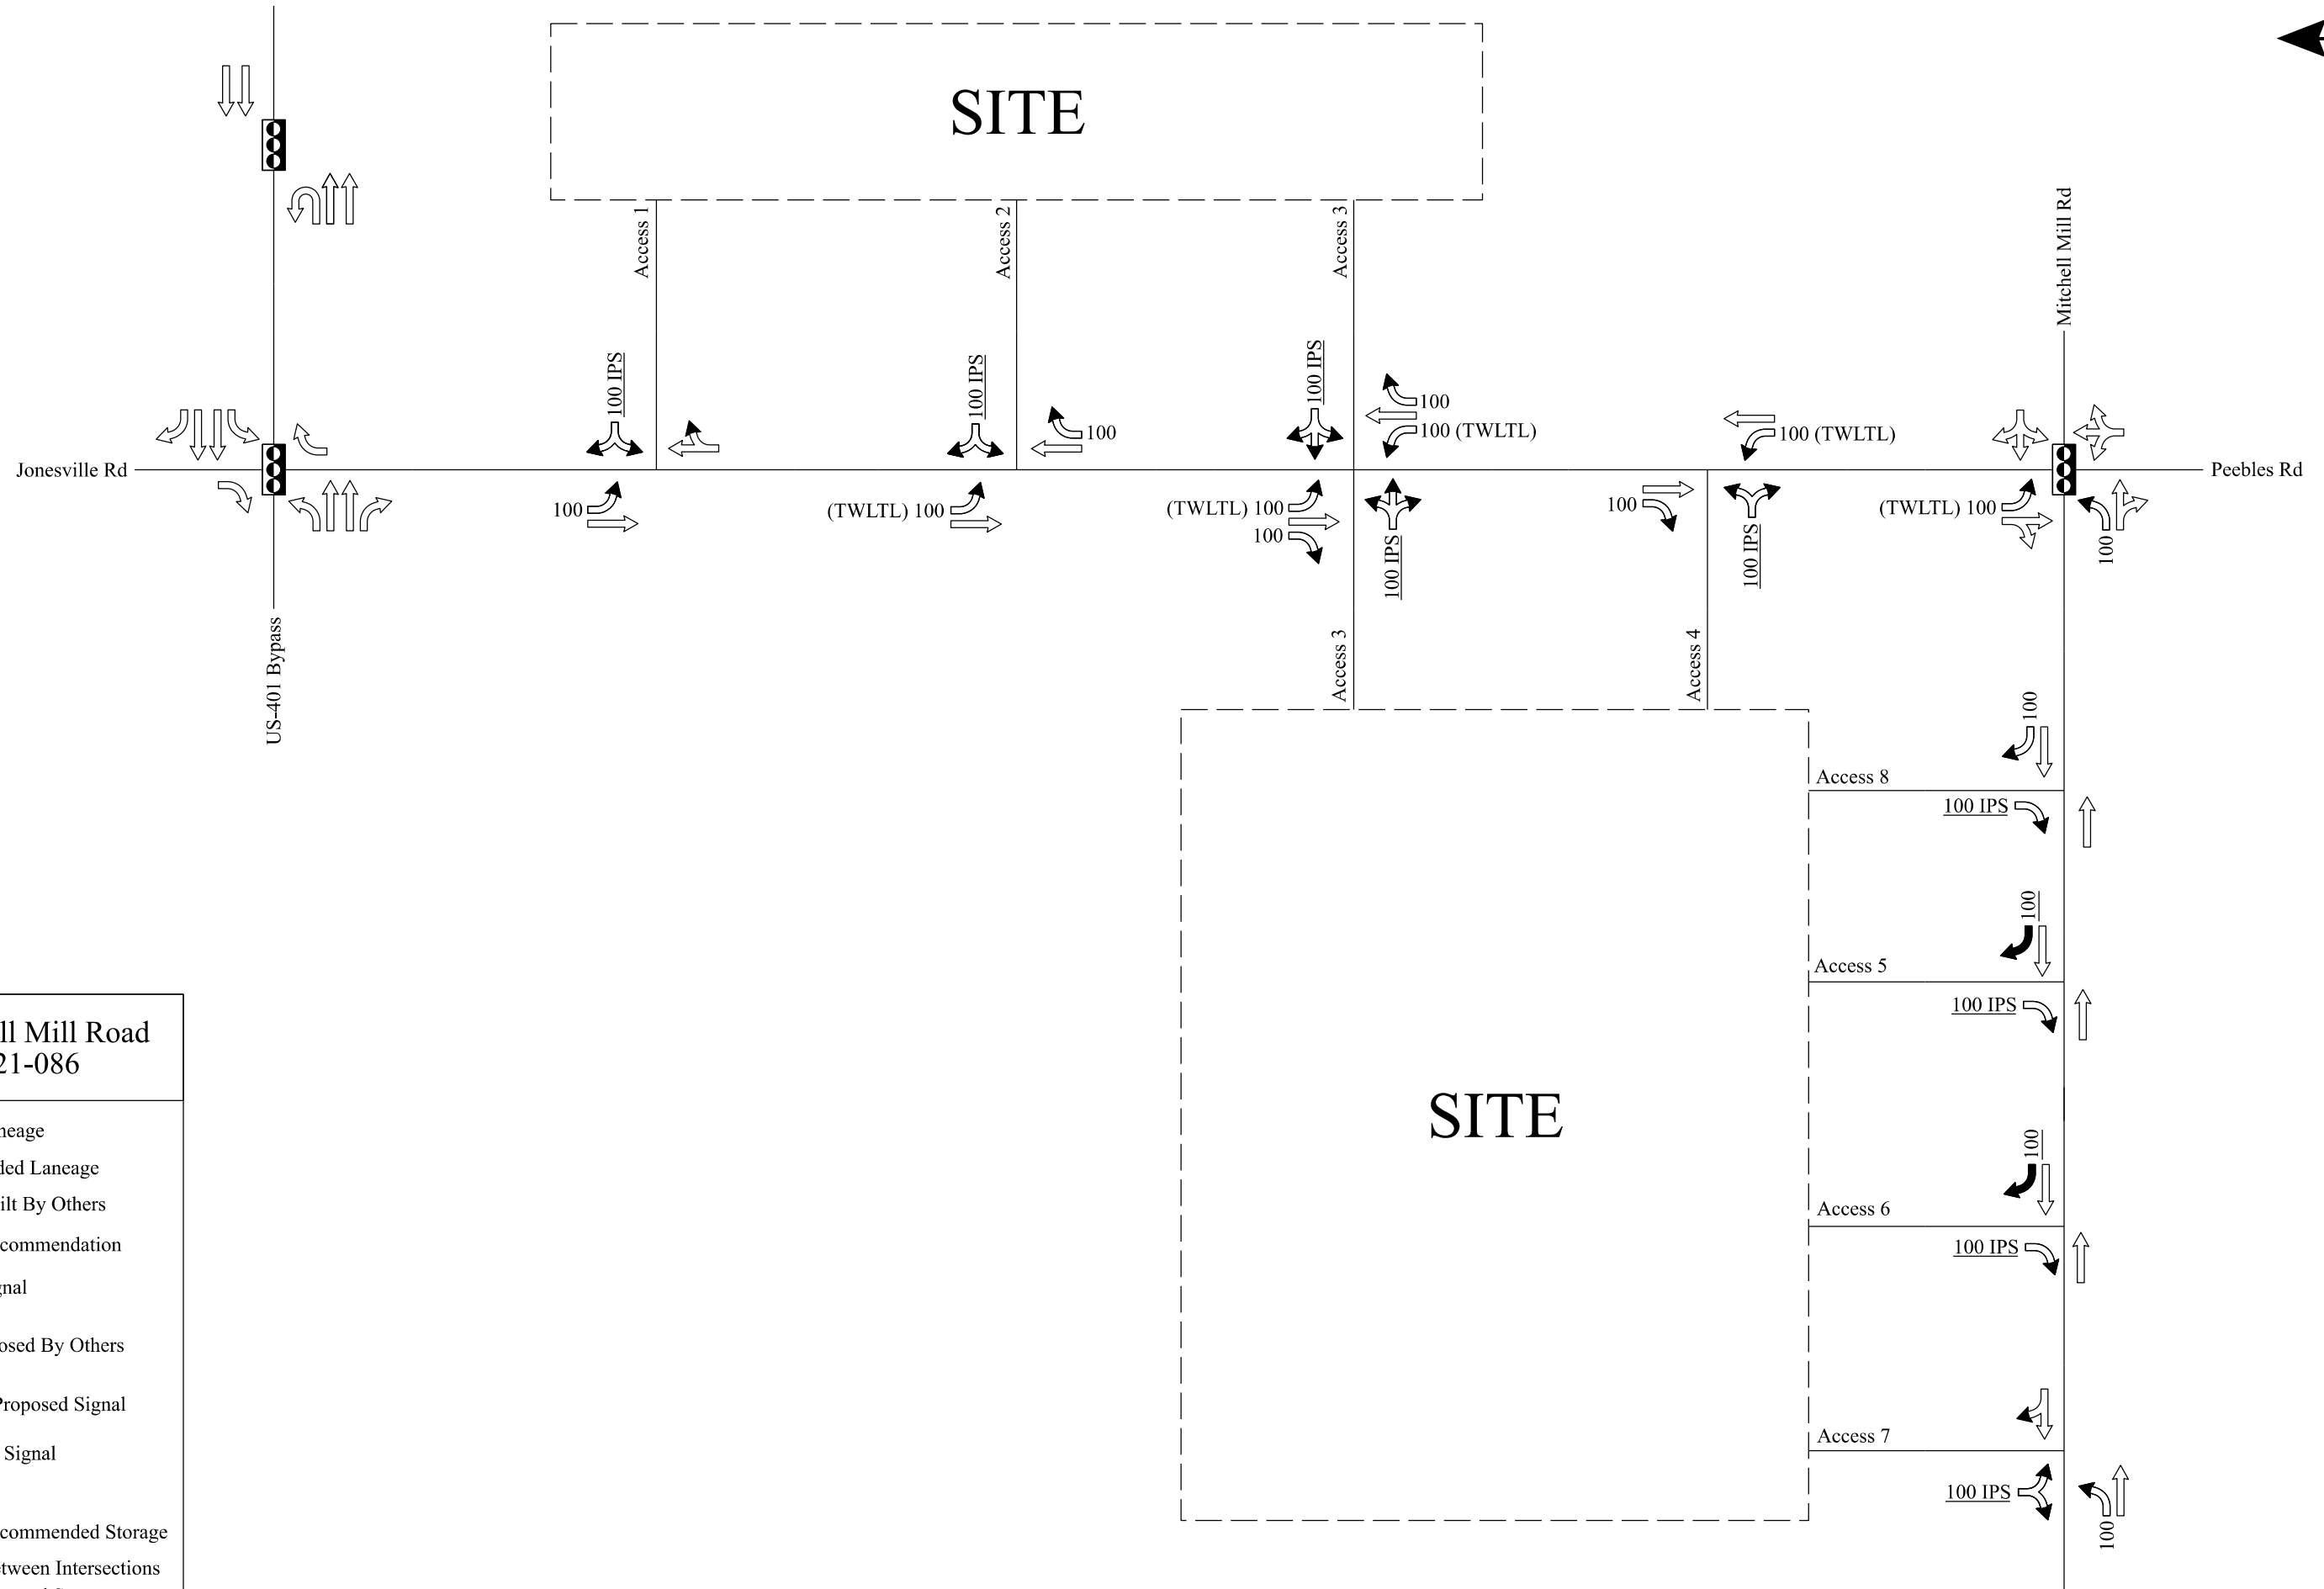 SITE
Access 1
Access 2
Access 3
Mitchell Mill Rd
100 IPS
100 IPS
100 IPS
100
100
100 (TWLTL)
100 (TWLTL)
Jonesville Rd
Peebles Rd
100
(TWLTL) 100
(TWLTL) 100
100
100
(TWLTL) 100
100 IPS
100 IPS
100
US-401 Bypass
Access 3
Access 4
100
Access 8
100 IPS
100
Access 5
100 IPS
SITE
100
Access 6
100 IPS
Access 7
100 IPS
100
ll Mill Road
21-086
neage
ded Laneage
ilt By Others
commendation
gnal
osed By Others
Proposed Signal
Signal
commended Storage
etween Intersections